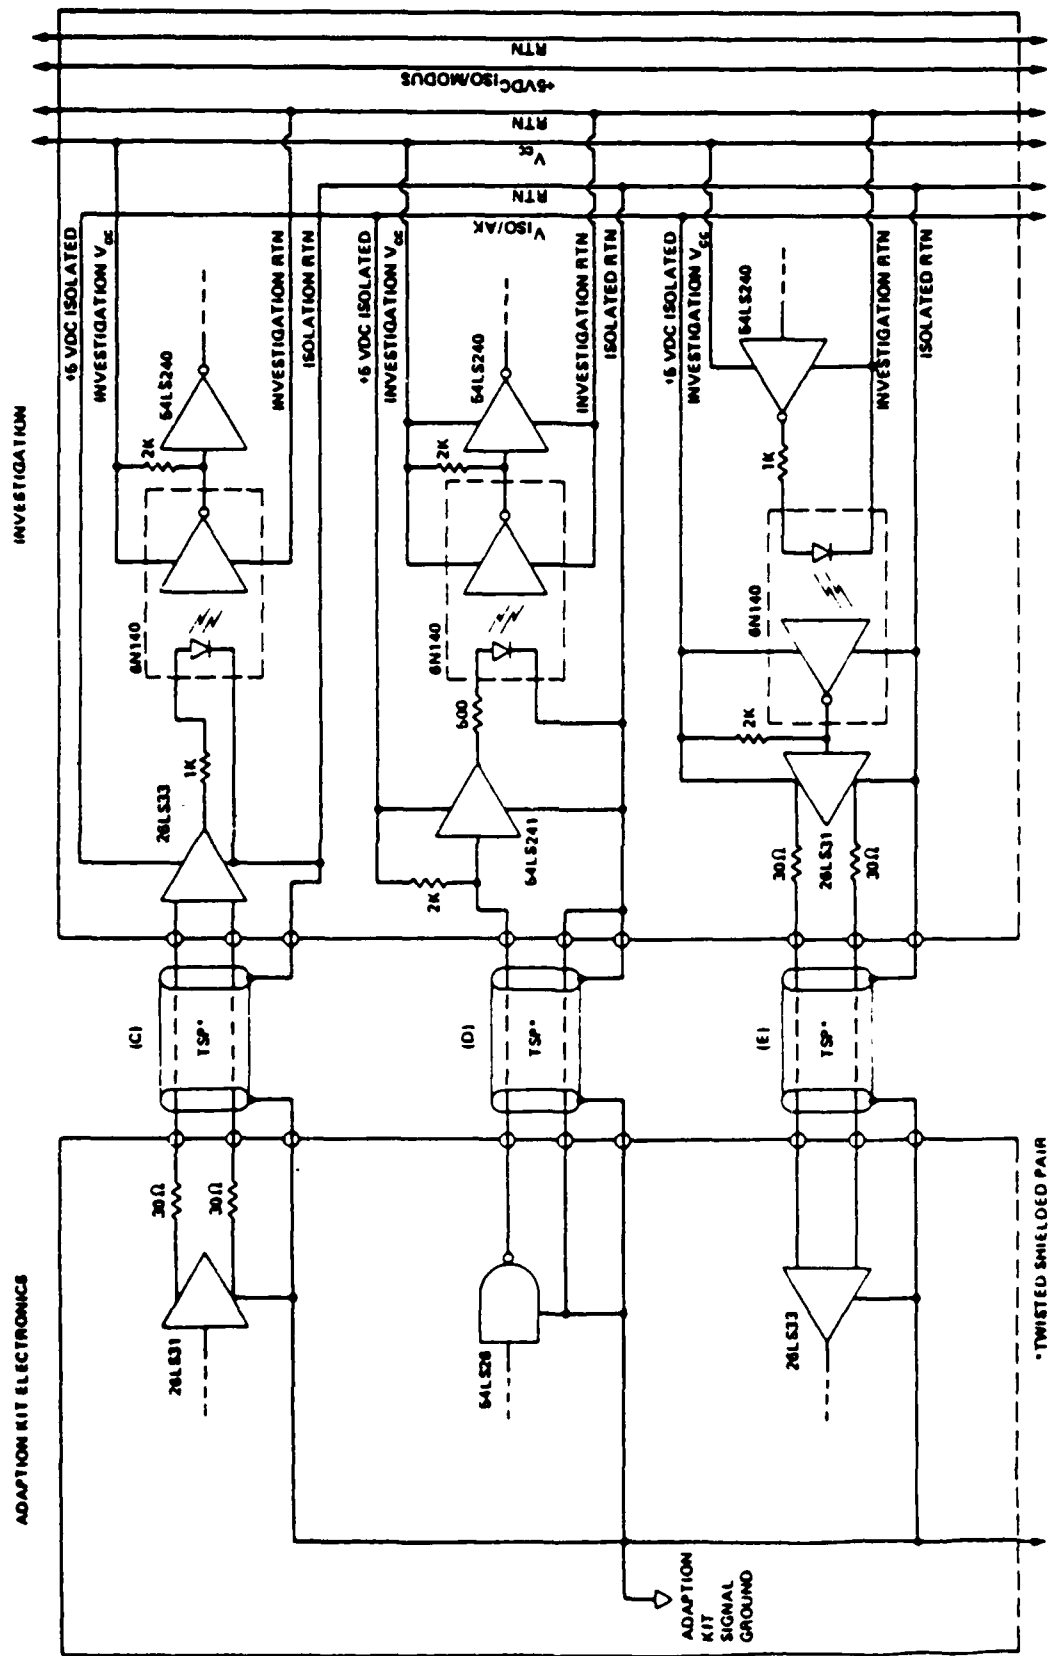 ADAPTION KIT ELECTRONICS
INVESTIGATION
26LS31
30Ω
30Ω
(C)
TSP*
26LS33
1K
6N140
2K
54LS240
+5 VDC ISOLATED
INVESTIGATION VCC
INVESTIGATION RTN
ISOLATION RTN
54LS26
(D)
TSP*
2K
54LS241
600
6N140
2K
54LS240
+5 VDC ISOLATED
INVESTIGATION VCC
INVESTIGATION RTN
ISOLATED RTN
26LS33
(E)
TSP*
30Ω
26LS31
30Ω
2K
6N140
1K
54LS240
+5 VDC ISOLATED
INVESTIGATION VCC
INVESTIGATION RTN
ISOLATED RTN
VISO/AK
RTN
VCC
RTN
+5VDCISO/MODUS
RTN
ADAPTION
KIT
SIGNAL
GROUND
*TWISTED SHIELDED PAIR